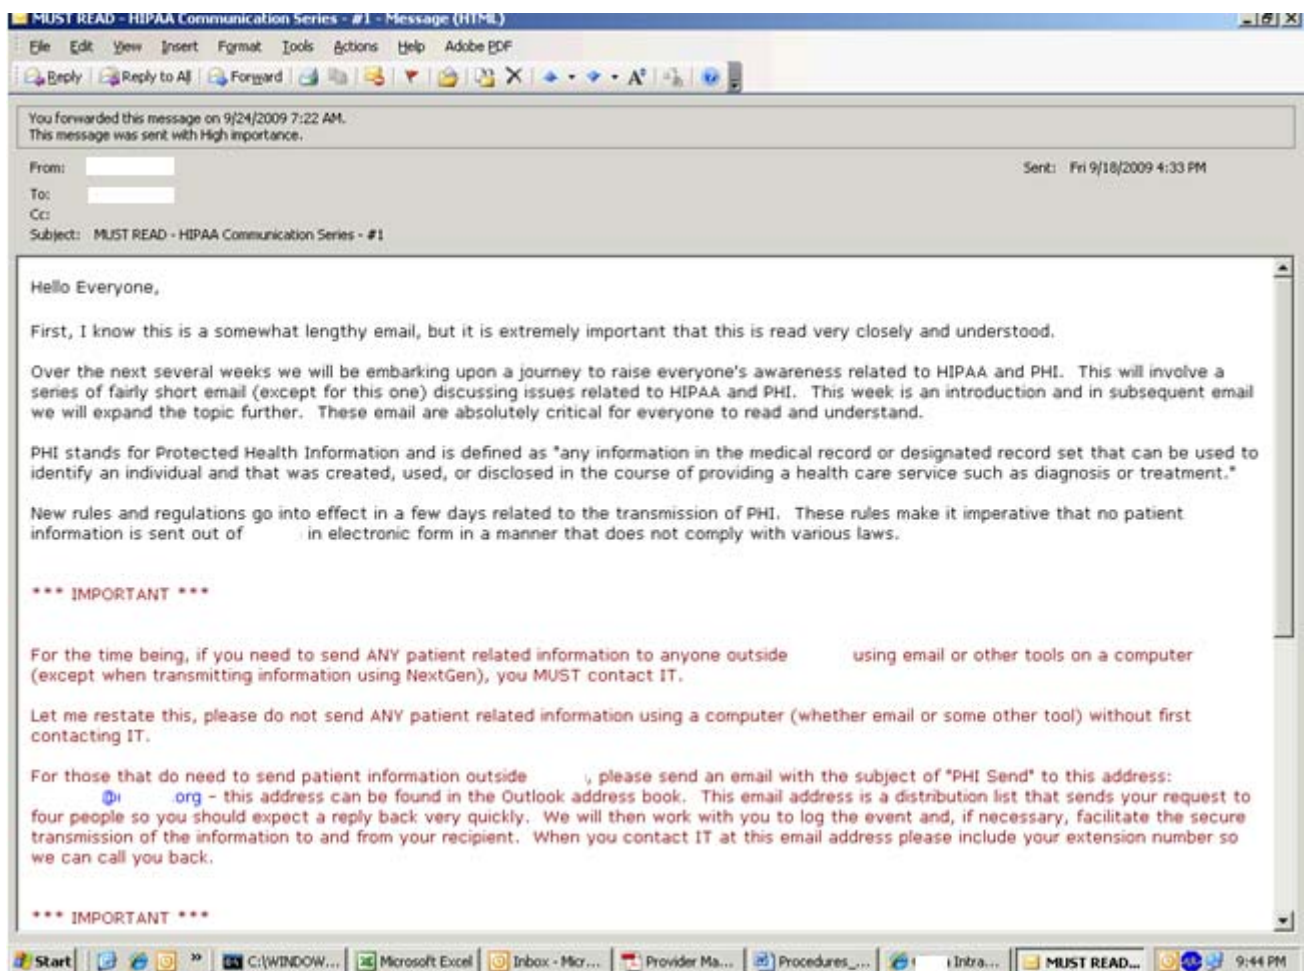 MUST READ - HIPAA Communication Series - #1 - Message (HTML)
File Edit View Insert Format Tools Actions Help Adobe PDF
Reply Reply to All Forward
You forwarded this message on 9/24/2009 7:22 AM.
This message was sent with High importance.
From:
Sent: Fri 9/18/2009 4:33 PM
To:
Cc:
Subject: MUST READ - HIPAA Communication Series - #1
Hello Everyone,
First, I know this is a somewhat lengthy email, but it is extremely important that this is read very closely and understood.
Over the next several weeks we will be embarking upon a journey to raise everyone's awareness related to HIPAA and PHI. This will involve a
series of fairly short email (except for this one) discussing issues related to HIPAA and PHI. This week is an introduction and in subsequent email
we will expand the topic further. These email are absolutely critical for everyone to read and understand.
PHI stands for Protected Health Information and is defined as "any information in the medical record or designated record set that can be used to
identify an individual and that was created, used, or disclosed in the course of providing a health care service such as diagnosis or treatment."
New rules and regulations go into effect in a few days related to the transmission of PHI. These rules make it imperative that no patient
information is sent out of in electronic form in a manner that does not comply with various laws.
*** IMPORTANT ***
For the time being, if you need to send ANY patient related information to anyone outside using email or other tools on a computer
(except when transmitting information using NextGen), you MUST contact IT.
Let me restate this, please do not send ANY patient related information using a computer (whether email or some other tool) without first
contacting IT.
For those that do need to send patient information outside , please send an email with the subject of "PHI Send" to this address:
@ .org - this address can be found in the Outlook address book. This email address is a distribution list that sends your request to
four people so you should expect a reply back very quickly. We will then work with you to log the event and, if necessary, facilitate the secure
transmission of the information to and from your recipient. When you contact IT at this email address please include your extension number so
we can call you back.
*** IMPORTANT ***
Start C:\WINDOW... Microsoft Excel Inbox - Micr... Provider Ma... Procedures_... Intra... MUST READ... 9:44 PM